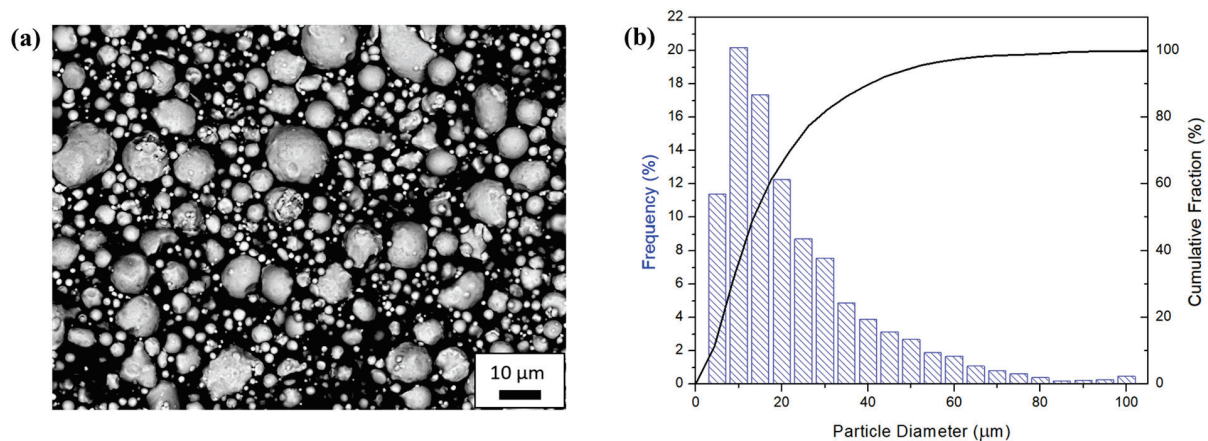 (a)
10 µm
(b)
22
20
18
16
14
12
10
8
6
4
2
0
Frequency (%)
100
80
60
40
20
0
Cumulative Fraction (%)
0 20 40 60 80 100
Particle Diameter (µm)